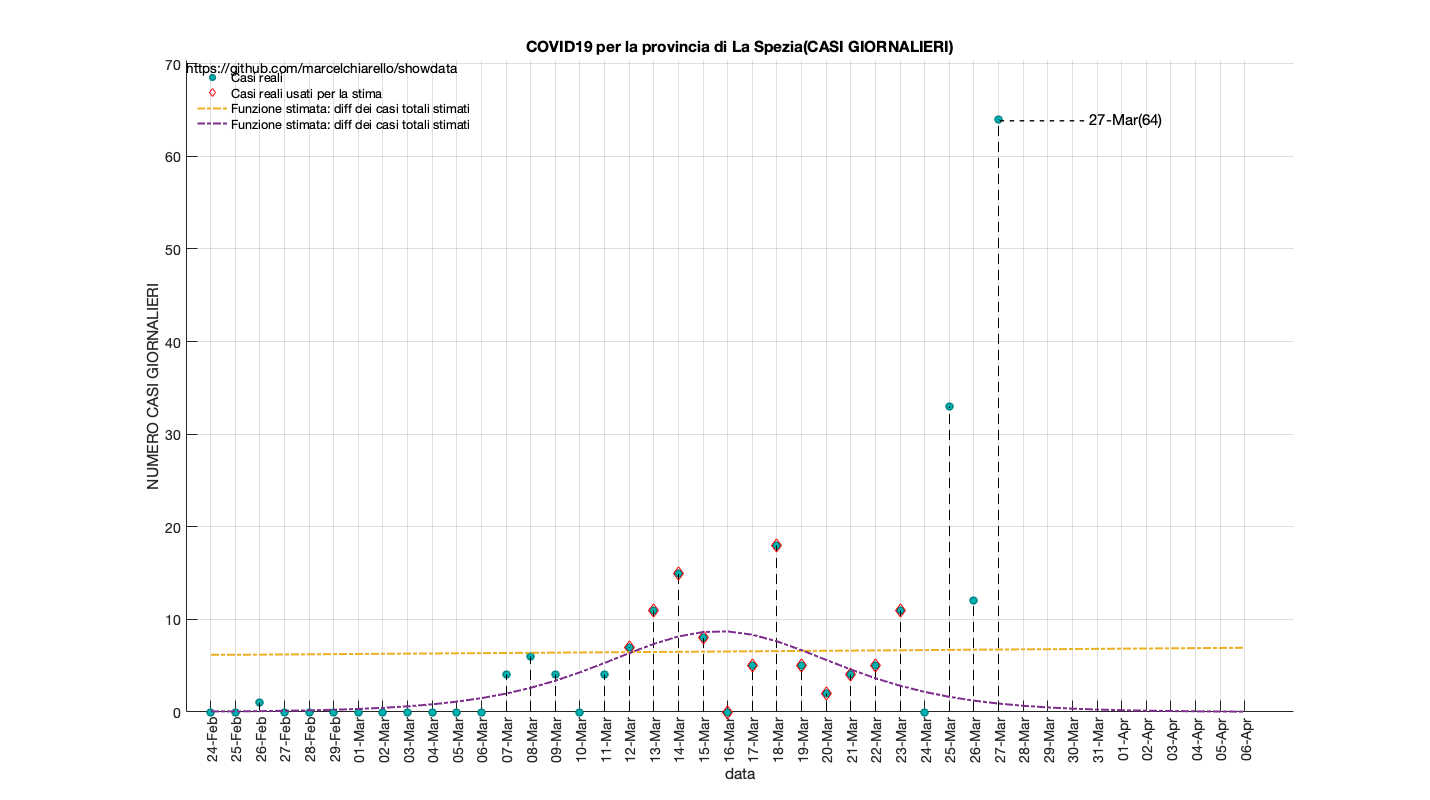 COVID19 per la provincia di La Spezia(CASI GIORNALIERI)
https://github.com/marcelchiarello/showdata
Casi reali
Casi reali usati per la stima
Funzione stimata: diff dei casi totali stimati
Funzione stimata: diff dei casi totali stimati
27-Mar(64)
NUMERO CASI GIORNALIERI
70
60
50
40
30
20
10
0
24-Feb
25-Feb
26-Feb
27-Feb
28-Feb
29-Feb
01-Mar
02-Mar
03-Mar
04-Mar
05-Mar
06-Mar
07-Mar
08-Mar
09-Mar
10-Mar
11-Mar
12-Mar
13-Mar
14-Mar
15-Mar
16-Mar
17-Mar
18-Mar
19-Mar
20-Mar
21-Mar
22-Mar
23-Mar
24-Mar
25-Mar
26-Mar
27-Mar
28-Mar
29-Mar
30-Mar
31-Mar
01-Apr
02-Apr
03-Apr
04-Apr
05-Apr
06-Apr
data